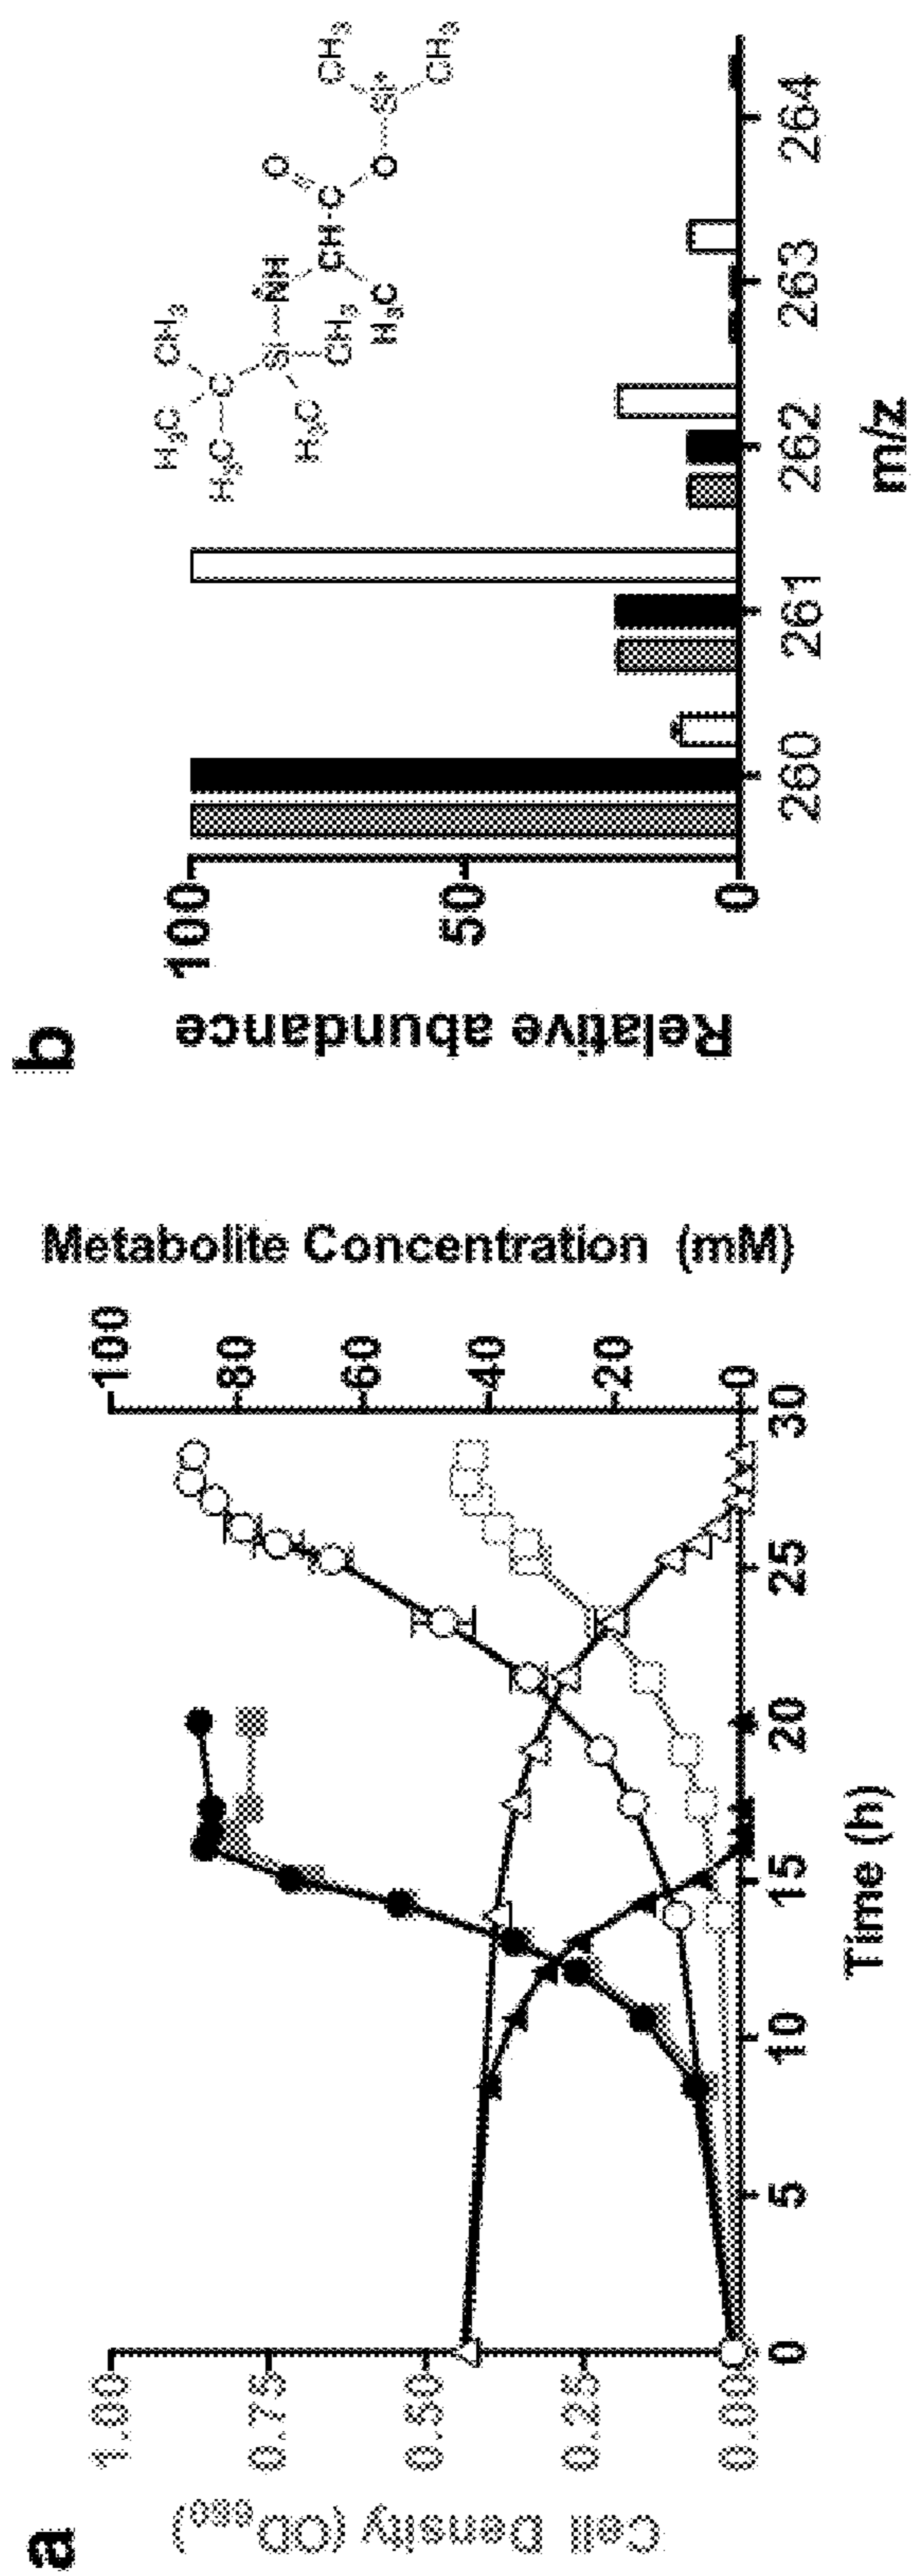 a
Cell Density (OD660)
1.00
0.75
0.50
0.25
0.00
0
5
10
15
20
25
30
Time (h)
100
80
60
40
20
0
Metabolite Concentration (mM)
b
Relative abundance
100
50
0
260
261
262
263
264
m/z
H3C
CH3
C
H3C
Si
NH
H3C
CH3
CH
C
O
H3C
O
Si+
CH3
CH3